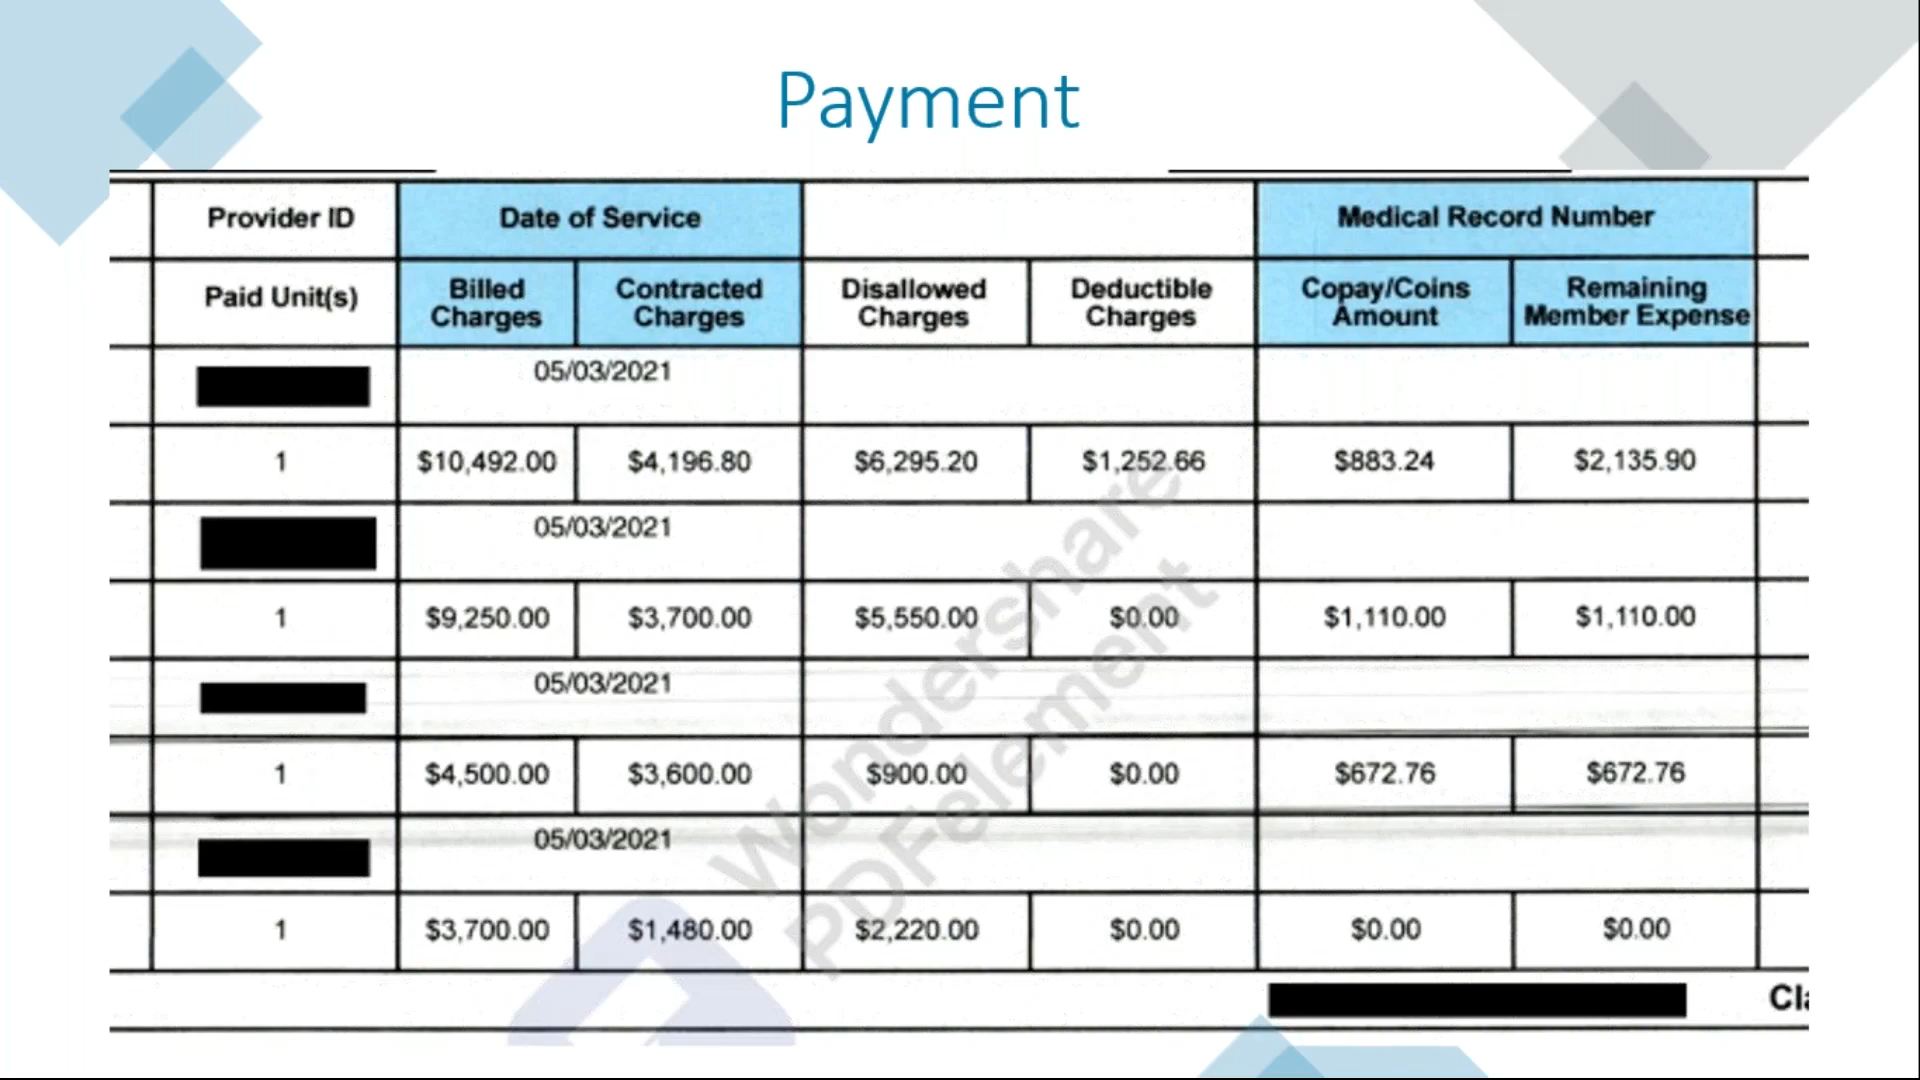 Payment
Provider ID Date of Service Medical Record Number
Paid Unit(s) Billed Charges Contracted Charges Disallowed Charges Deductible Charges Copay/Coins Amount Remaining Member Expense
05/03/2021
1 $10,492.00 $4,196.80 $6,295.20 $1,252.66 $883.24 $2,135.90
05/03/2021
1 $9,250.00 $3,700.00 $5,550.00 $0.00 $1,110.00 $1,110.00
05/03/2021
1 $4,500.00 $3,600.00 $900.00 $0.00 $672.76 $672.76
05/03/2021
1 $3,700.00 $1,480.00 $2,220.00 $0.00 $0.00 $0.00
Wondershare
PDFelement